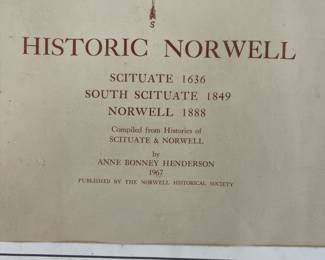 S
HISTORIC NORWELL
SCITUATE 1636
SOUTH SCITUATE 1849
NORWELL 1888
Compiled from Histories of
SCITUATE & NORWELL
by
ANNE BONNEY HENDERSON
1967
PUBLISHED BY THE NORWELL HISTORICAL SOCIETY